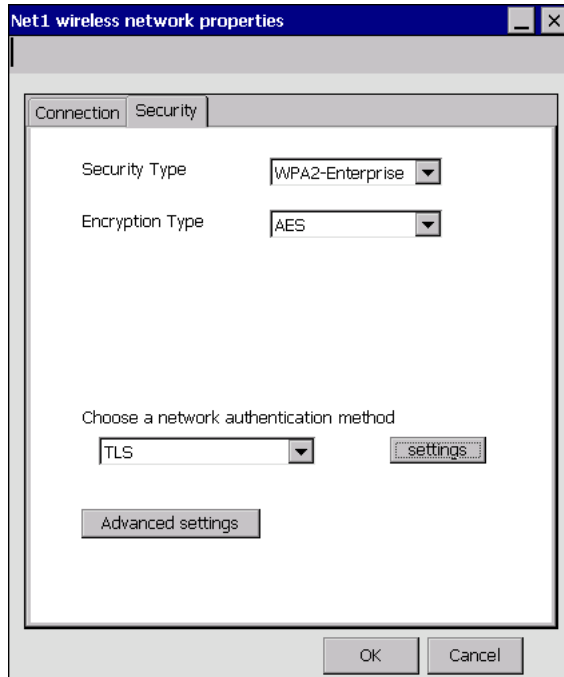 Net1 wireless network properties
Connection Security
Security Type WPA2-Enterprise
Encryption Type AES
Choose a network authentication method
TLS settings
Advanced settings
OK Cancel